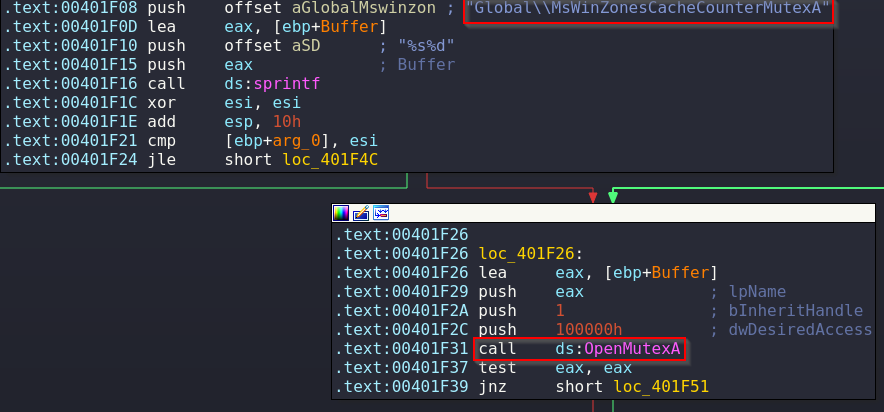 .text:00401F08 push offset aGlobalMswinzon ; "Global\\MsWinZonesCacheCounterMutexA"
.text:00401F0D lea eax, [ebp+Buffer]
.text:00401F10 push offset aSD ; "%s%d"
.text:00401F15 push eax ; Buffer
.text:00401F16 call ds:sprintf
.text:00401F1C xor esi, esi
.text:00401F1E add esp, 10h
.text:00401F21 cmp [ebp+arg_0], esi
.text:00401F24 jle short loc_401F4C
.text:00401F26
.text:00401F26 loc_401F26:
.text:00401F26 lea eax, [ebp+Buffer]
.text:00401F29 push eax ; lpName
.text:00401F2A push 1 ; bInheritHandle
.text:00401F2C push 100000h ; dwDesiredAccess
.text:00401F31 call ds:OpenMutexA
.text:00401F37 test eax, eax
.text:00401F39 jnz short loc_401F51